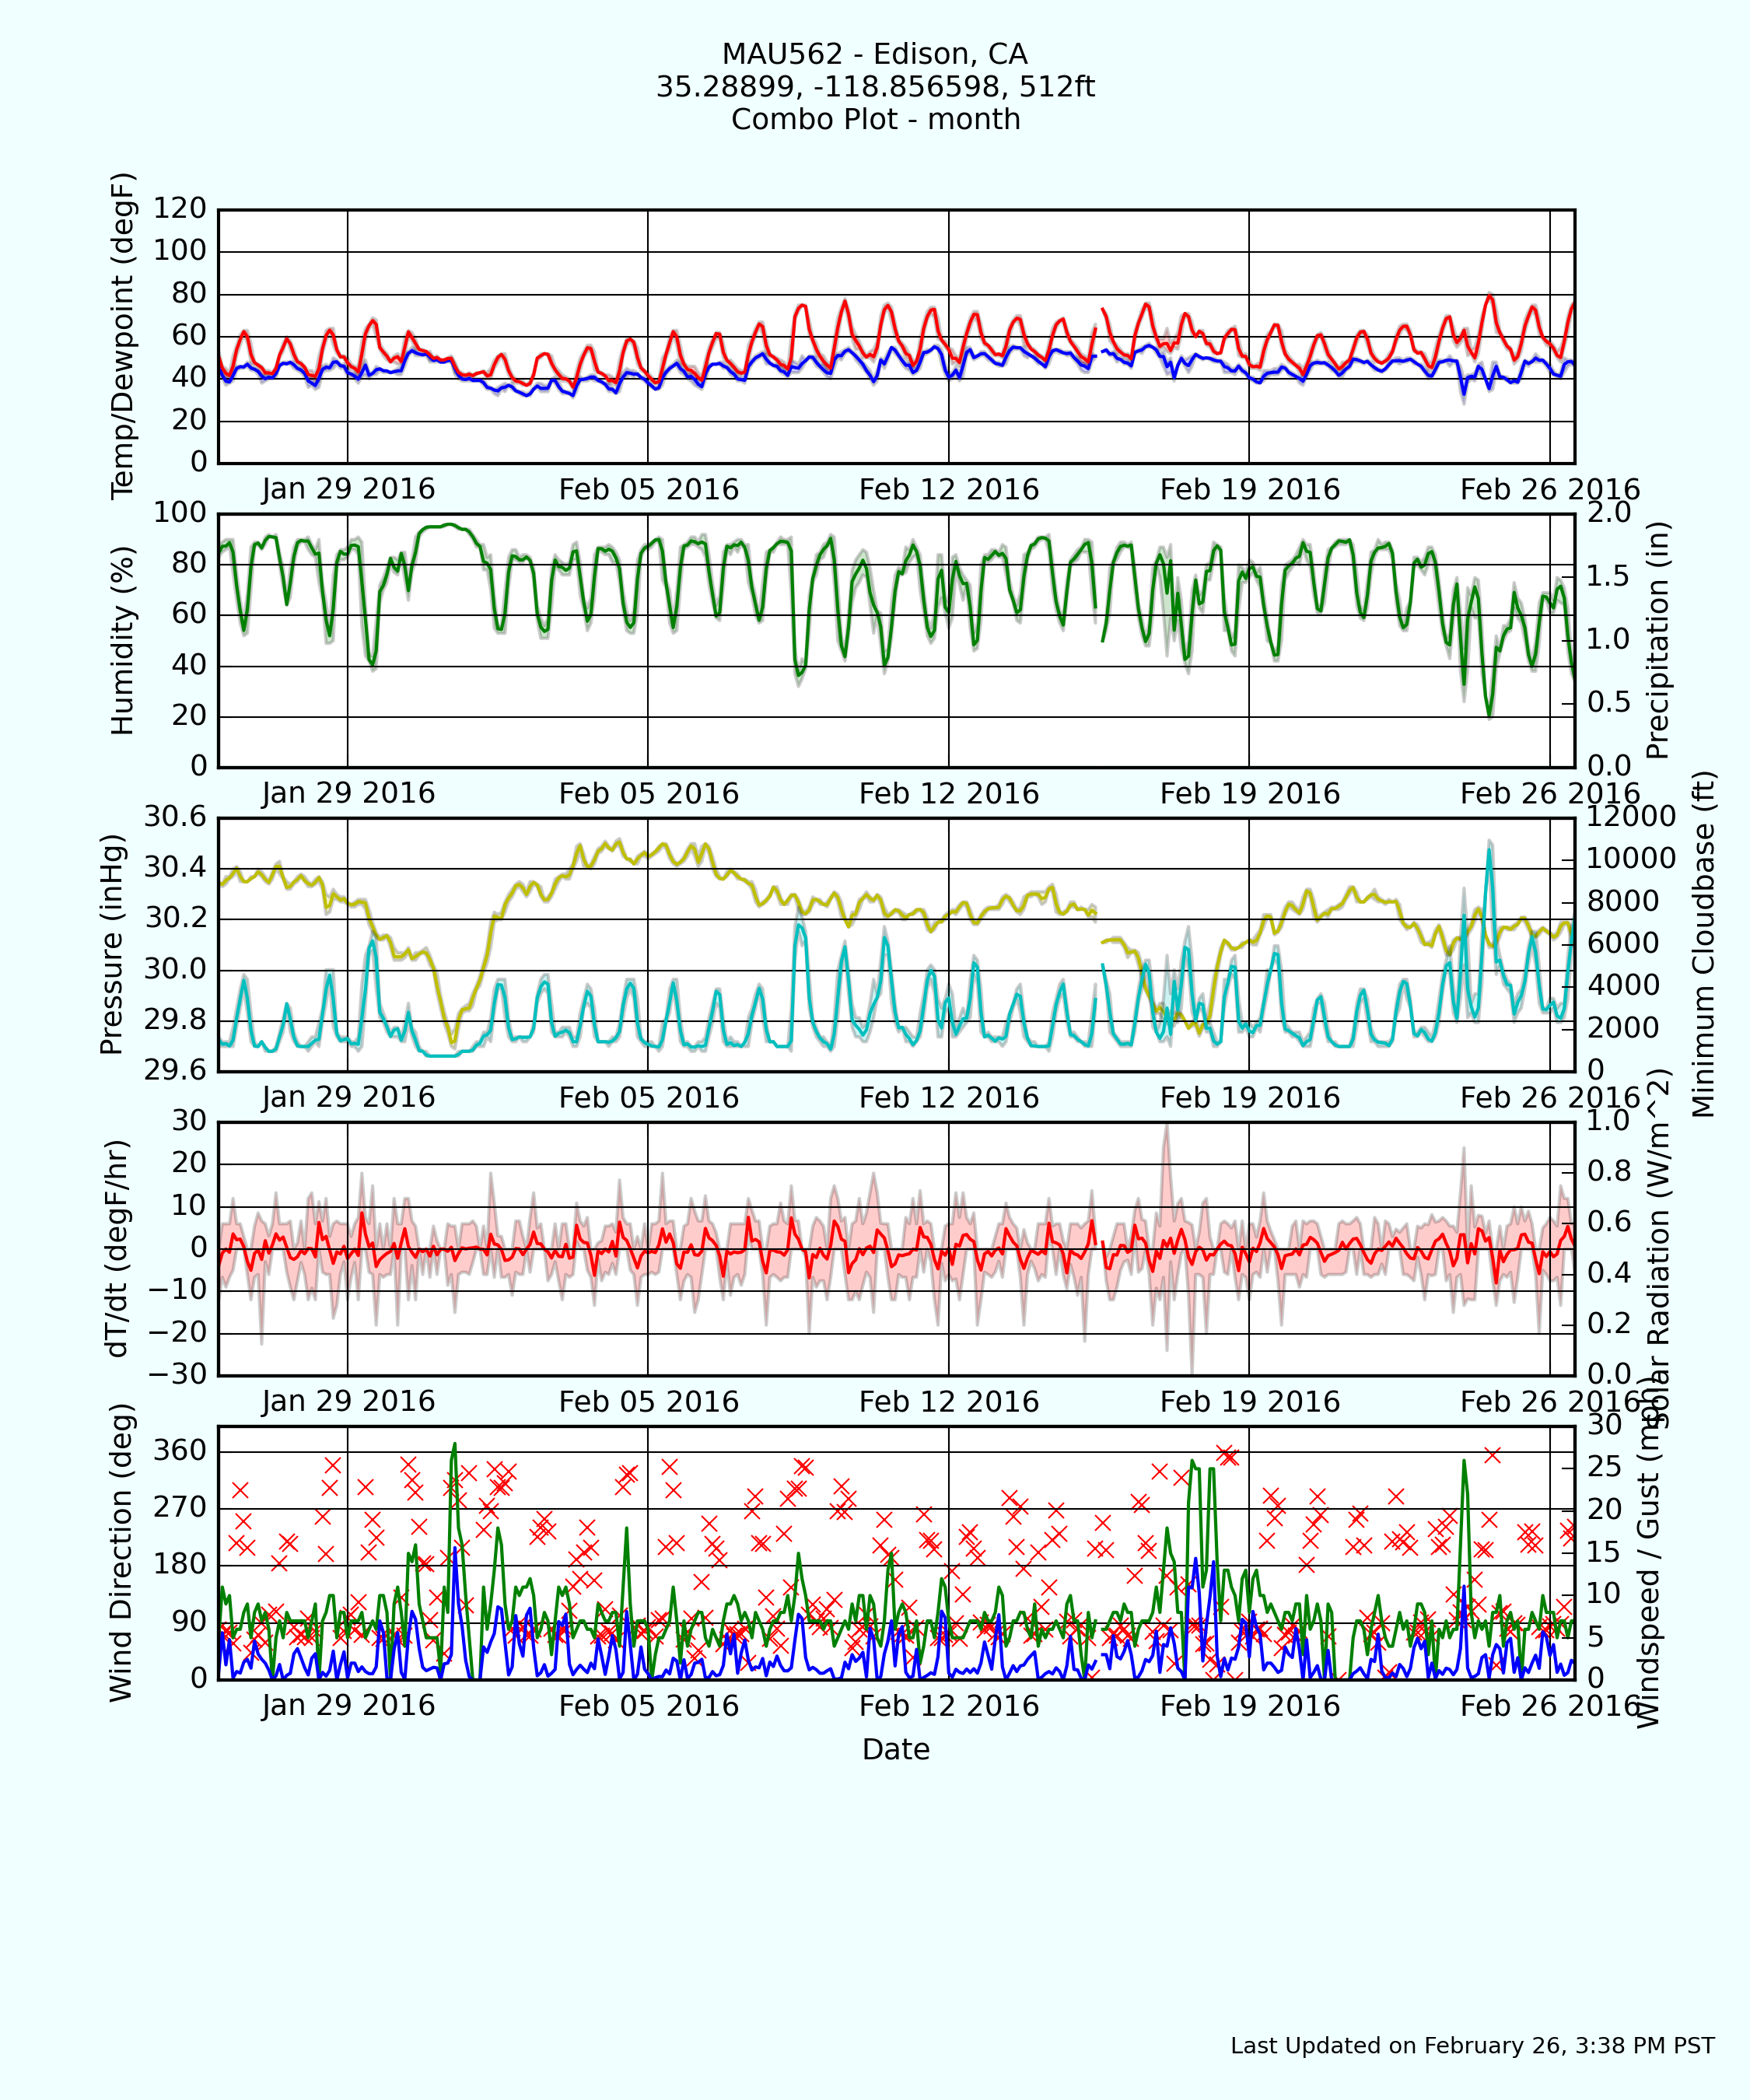 MAU562 - Edison, CA
35.28899, -118.856598, 512ft
Combo Plot - month
Temp/Dewpoint (degF)
120
100
80
60
40
20
0
Jan 29 2016 Feb 05 2016 Feb 12 2016 Feb 19 2016 Feb 26 2016
Humidity (%)
100
80
60
40
20
0
2.0
1.5
1.0
0.5
0.0
Precipitation (in)
Jan 29 2016 Feb 05 2016 Feb 12 2016 Feb 19 2016 Feb 26 2016
Pressure (inHg)
30.6
30.4
30.2
30.0
29.8
29.6
12000
10000
8000
6000
4000
2000
0
Minimum Cloudbase (ft)
Jan 29 2016 Feb 05 2016 Feb 12 2016 Feb 19 2016 Feb 26 2016
dT/dt (degF/hr)
30
20
10
0
−10
−20
−30
1.0
0.8
0.6
0.4
0.2
0.0
Solar Radiation (W/m^2)
Jan 29 2016 Feb 05 2016 Feb 12 2016 Feb 19 2016 Feb 26 2016
Wind Direction (deg)
360
270
180
90
0
30
25
20
15
10
5
0
Windspeed / Gust (mph)
Jan 29 2016 Feb 05 2016 Feb 12 2016 Feb 19 2016 Feb 26 2016
Date
Last Updated on February 26, 3:38 PM PST